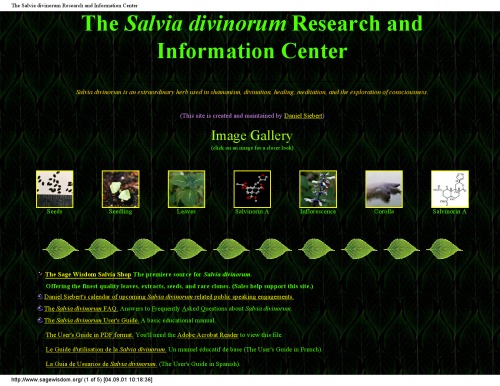 The Salvia divinorum Research and Information Center
The Salvia divinorum Research and
Information Center
Salvia divinorum is an extraordinary herb used in shamanism, divination, healing, meditation, and the exploration of consciousness.
(This site is created and maintained by Daniel Siebert)
Image Gallery
(click on an image for a closer look)
Seeds Seedling Leaves Salvinorin A Inflorescence Corolla Salvinorin A
The Sage Wisdom Salvia Shop The premiere source for Salvia divinorum.
Offering the finest quality leaves, extracts, seeds, and rare clones. (Sales help support this site.)
Daniel Siebert's calendar of upcoming Salvia divinorum related public speaking engagements.
The Salvia divinorum FAQ. Answers to Frequently Asked Questions about Salvia divinorum.
The Salvia divinorum User's Guide. A basic educational manual.
The User's Guide in PDF format. You'll need the Adobe Acrobat Reader to view this file.
Le Guide d'utilisation de la Salvia divinorum. Un manuel éducatif de base (The User's Guide in French).
La Guia de Usuarios de Salvia divinorum. (The User's Guide in Spanish).
http://www.sagewisdom.org/ (1 of 5) [04.09.01 10:18:36]